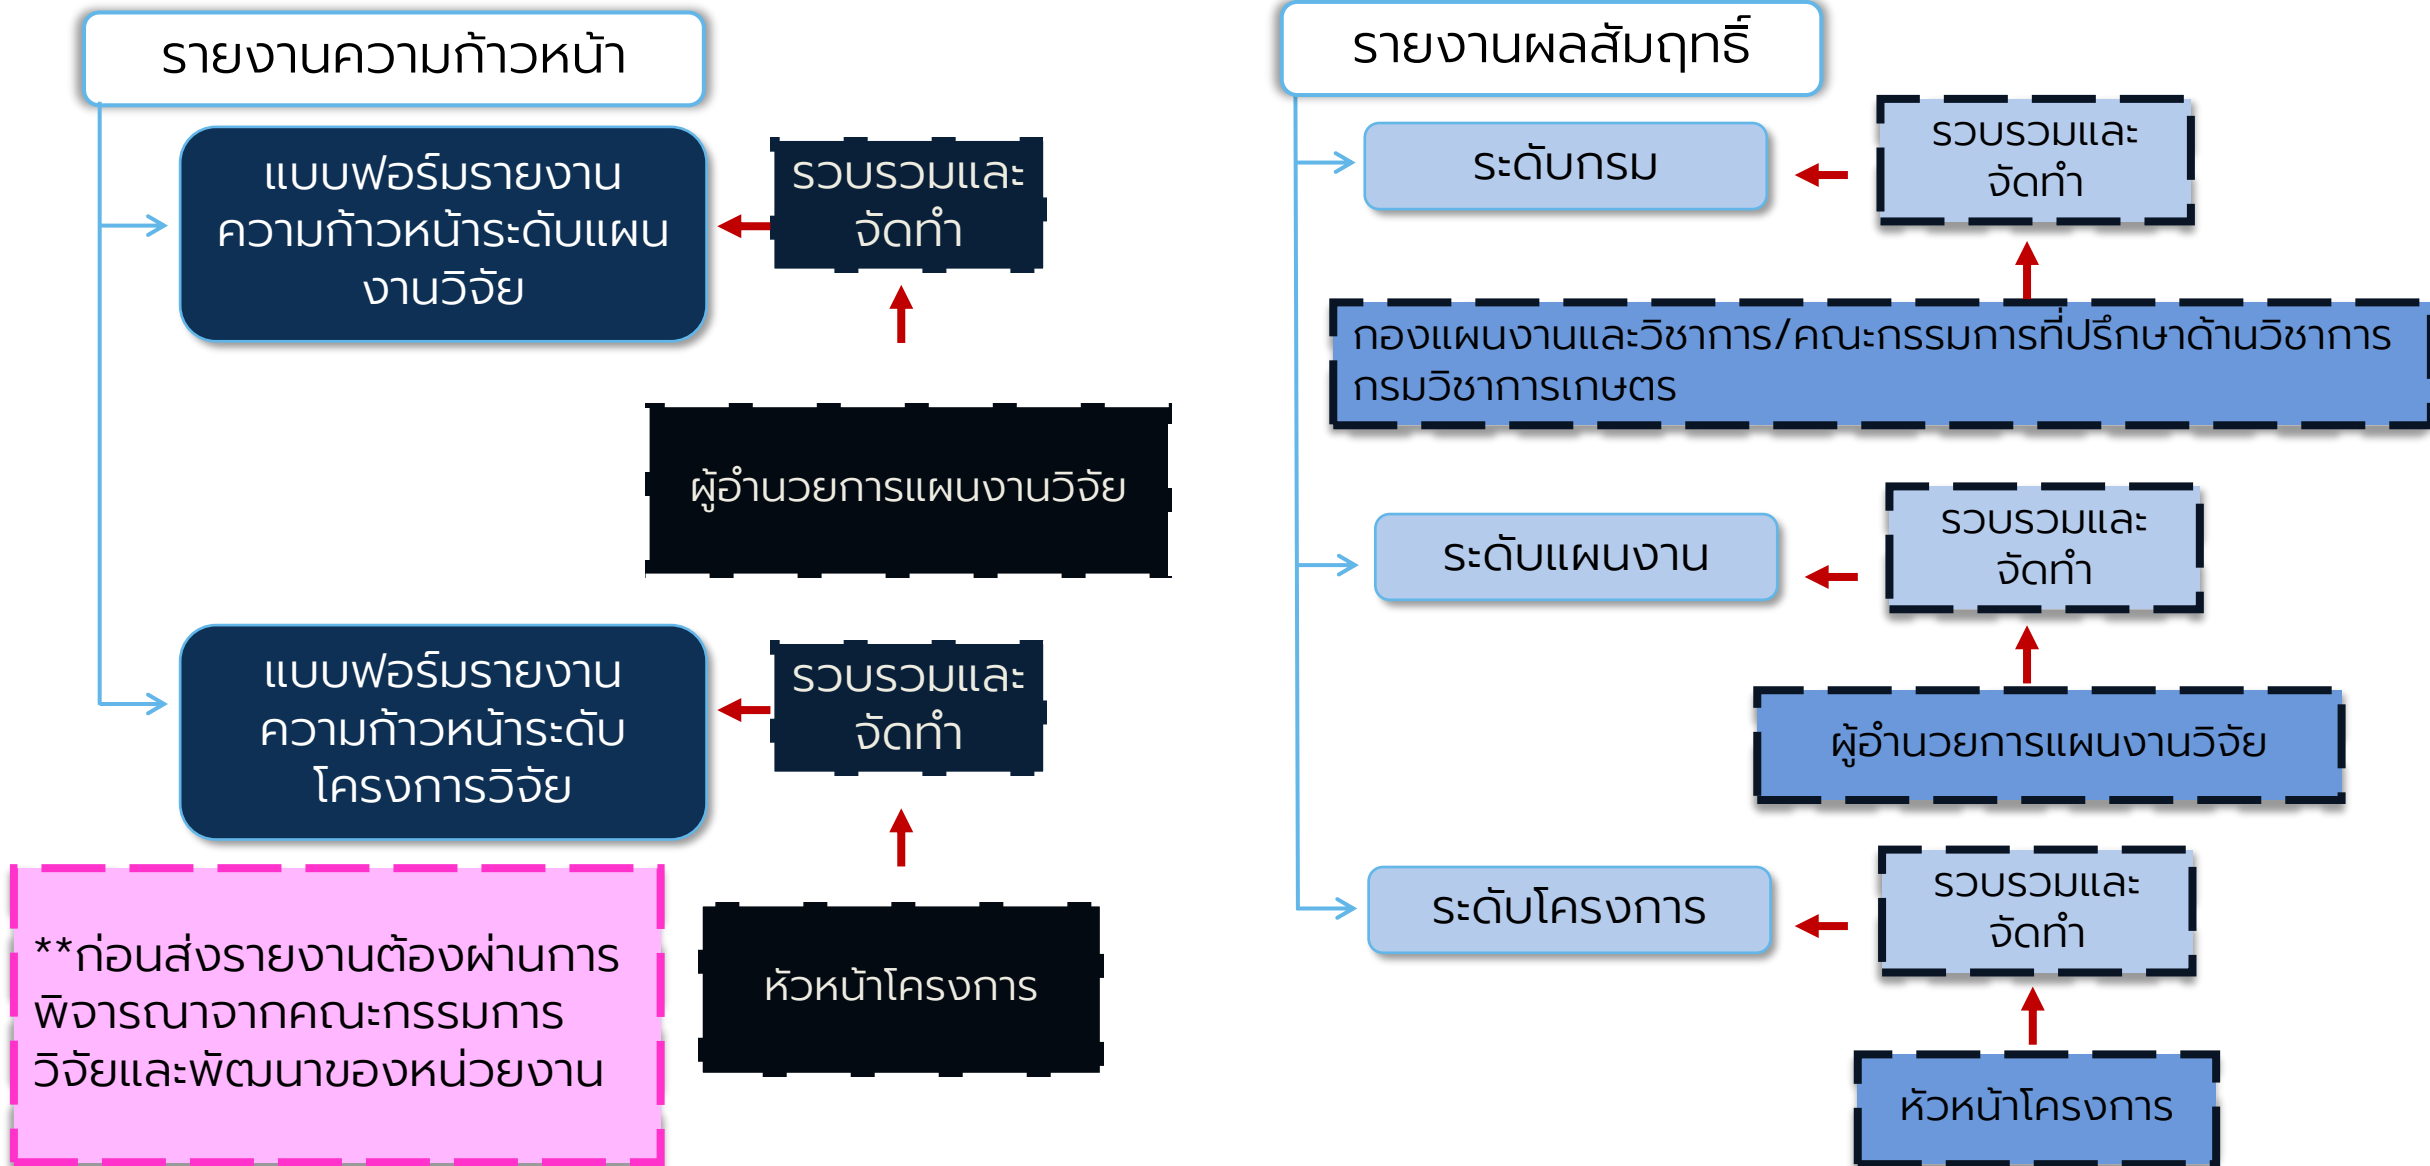 รายงานความก้าวหน้า
แบบฟอร์มรายงาน
ความก้าวหน้าระดับแผน
งานวิจัย
รวบรวมและ
จัดทำ
ผู้อำนวยการแผนงานวิจัย
แบบฟอร์มรายงาน
ความก้าวหน้าระดับ
โครงการวิจัย
รวบรวมและ
จัดทำ
หัวหน้าโครงการ
**ก่อนส่งรายงานต้องผ่านการ
พิจารณาจากคณะกรรมการ
วิจัยและพัฒนาของหน่วยงาน
รายงานผลสัมฤทธิ์
ระดับกรม
รวบรวมและ
จัดทำ
กองแผนงานและวิชาการ/คณะกรรมการที่ปรึกษาด้านวิชาการ
กรมวิชาการเกษตร
ระดับแผนงาน
รวบรวมและ
จัดทำ
ผู้อำนวยการแผนงานวิจัย
ระดับโครงการ
รวบรวมและ
จัดทำ
หัวหน้าโครงการ